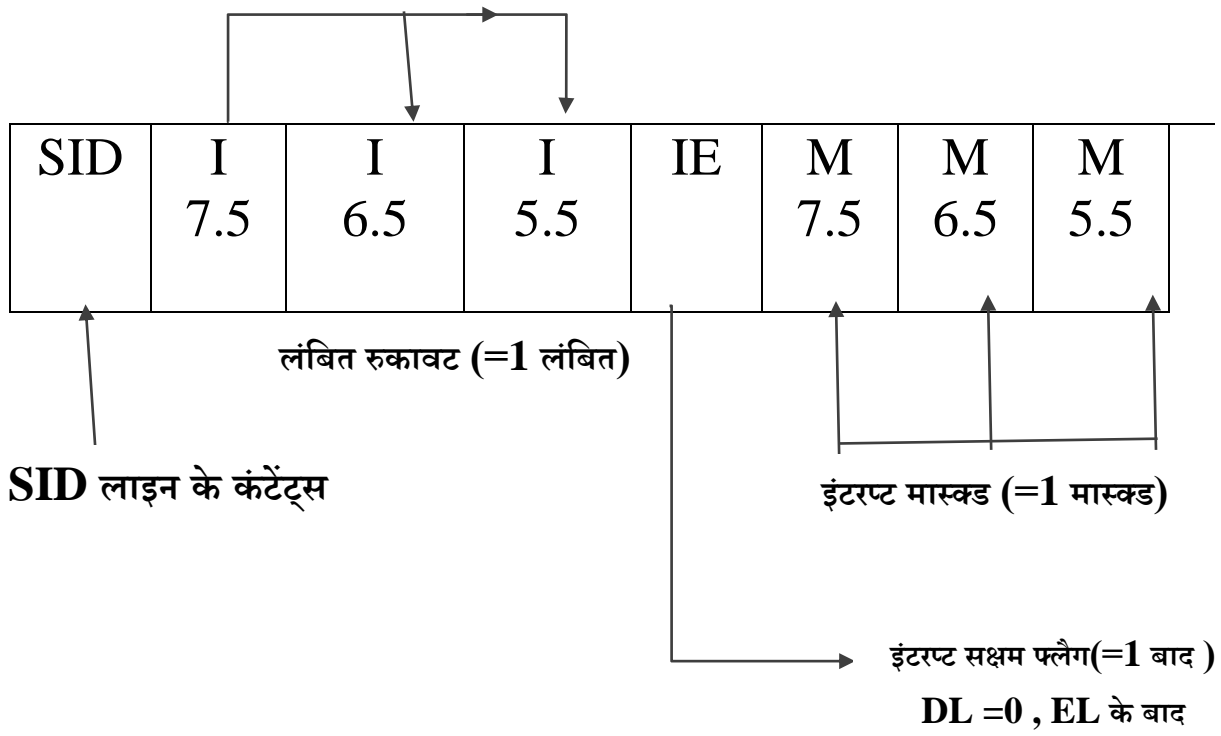 SID I I I IE M M M
7.5 6.5 5.5 7.5 6.5 5.5
लंबित रुकावट (=1 लंबित)
SID लाइन के कंटेंट्स
इंटरप्ट मास्क्ड (=1 मास्क्ड)
इंटरप्ट सक्षम फ्लैग(=1 बाद )
DL =0 , EL के बाद